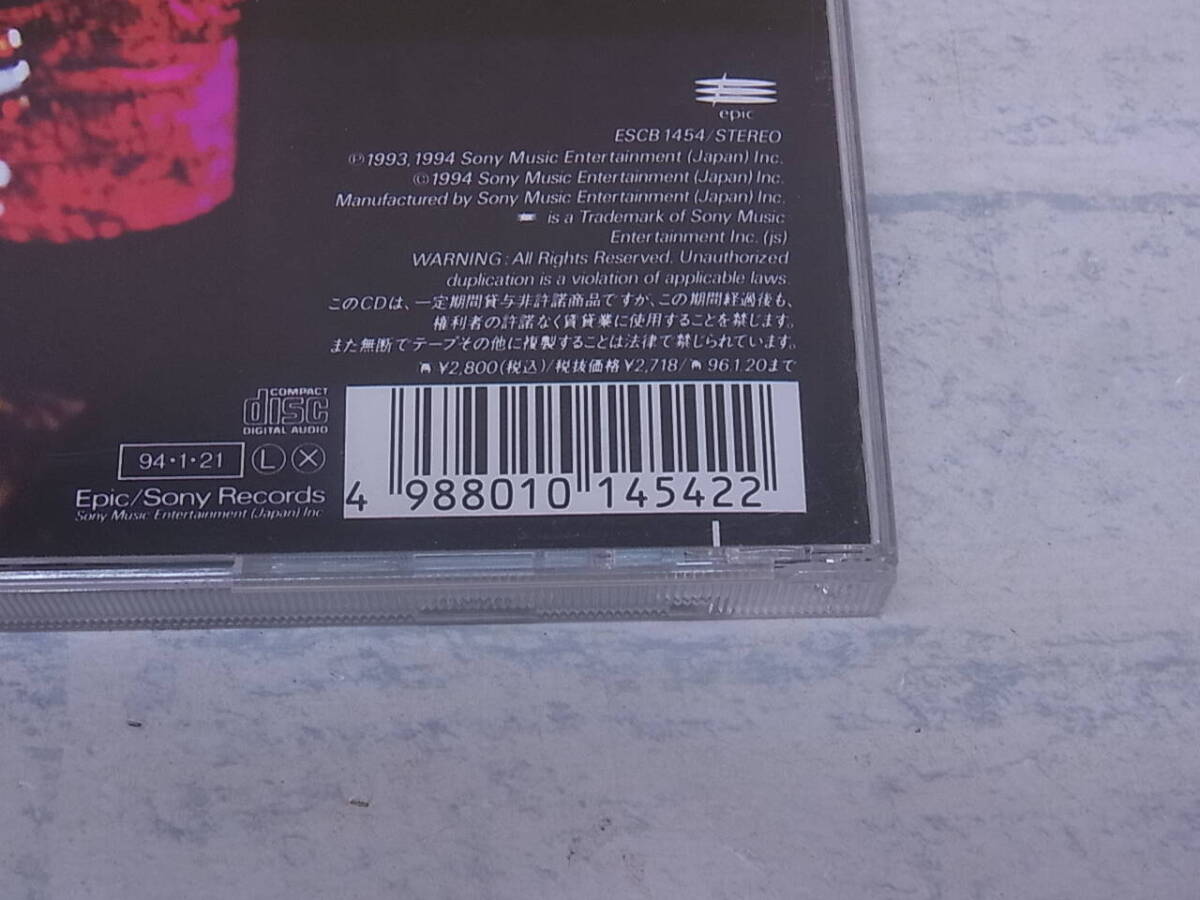 epic
ESCB 1454/STEREO
℗1993,1994 Sony Music Entertainment (Japan) Inc.
©1994 Sony Music Entertainment (Japan) Inc.
Manufactured by Sony Music Entertainment (Japan) Inc.
is a Trademark of Sony Music
Entertainment Inc. (js)
WARNING : All Rights Reserved. Unauthorized
duplication is a violation of applicable laws.
このCDは、一定期間貸与非許諾商品ですが、この期間経過後も、
権利者の許諾なく賃貸業に使用することを禁じます。
また無断でテープその他に複製することは法律で禁じられています。
¥2,800(税込)/税抜価格¥2,718/ 96.1.20まで
COMPACT
disc
DIGITAL AUDIO
94・1・21 L X
Epic/Sony Records
Sony Music Entertainment (Japan) Inc.
4 988010 145422